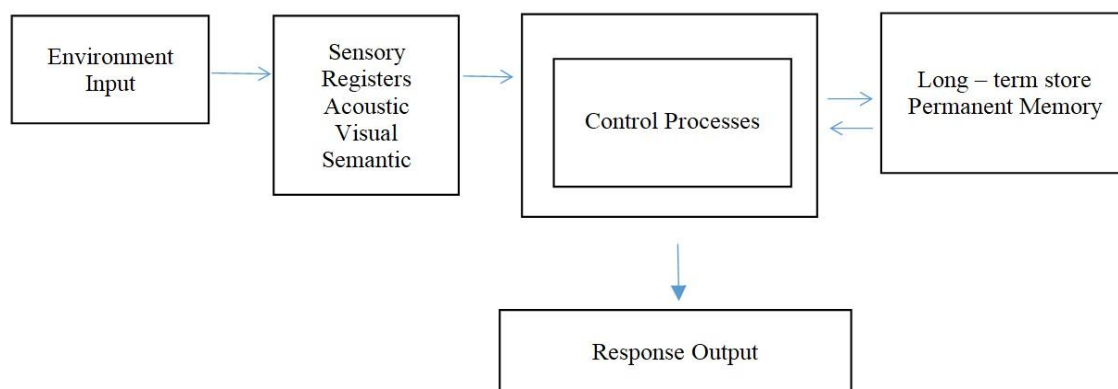 Environment
Input
Sensory
Registers
Acoustic
Visual
Semantic
Control Processes
Long – term store
Permanent Memory
Response Output